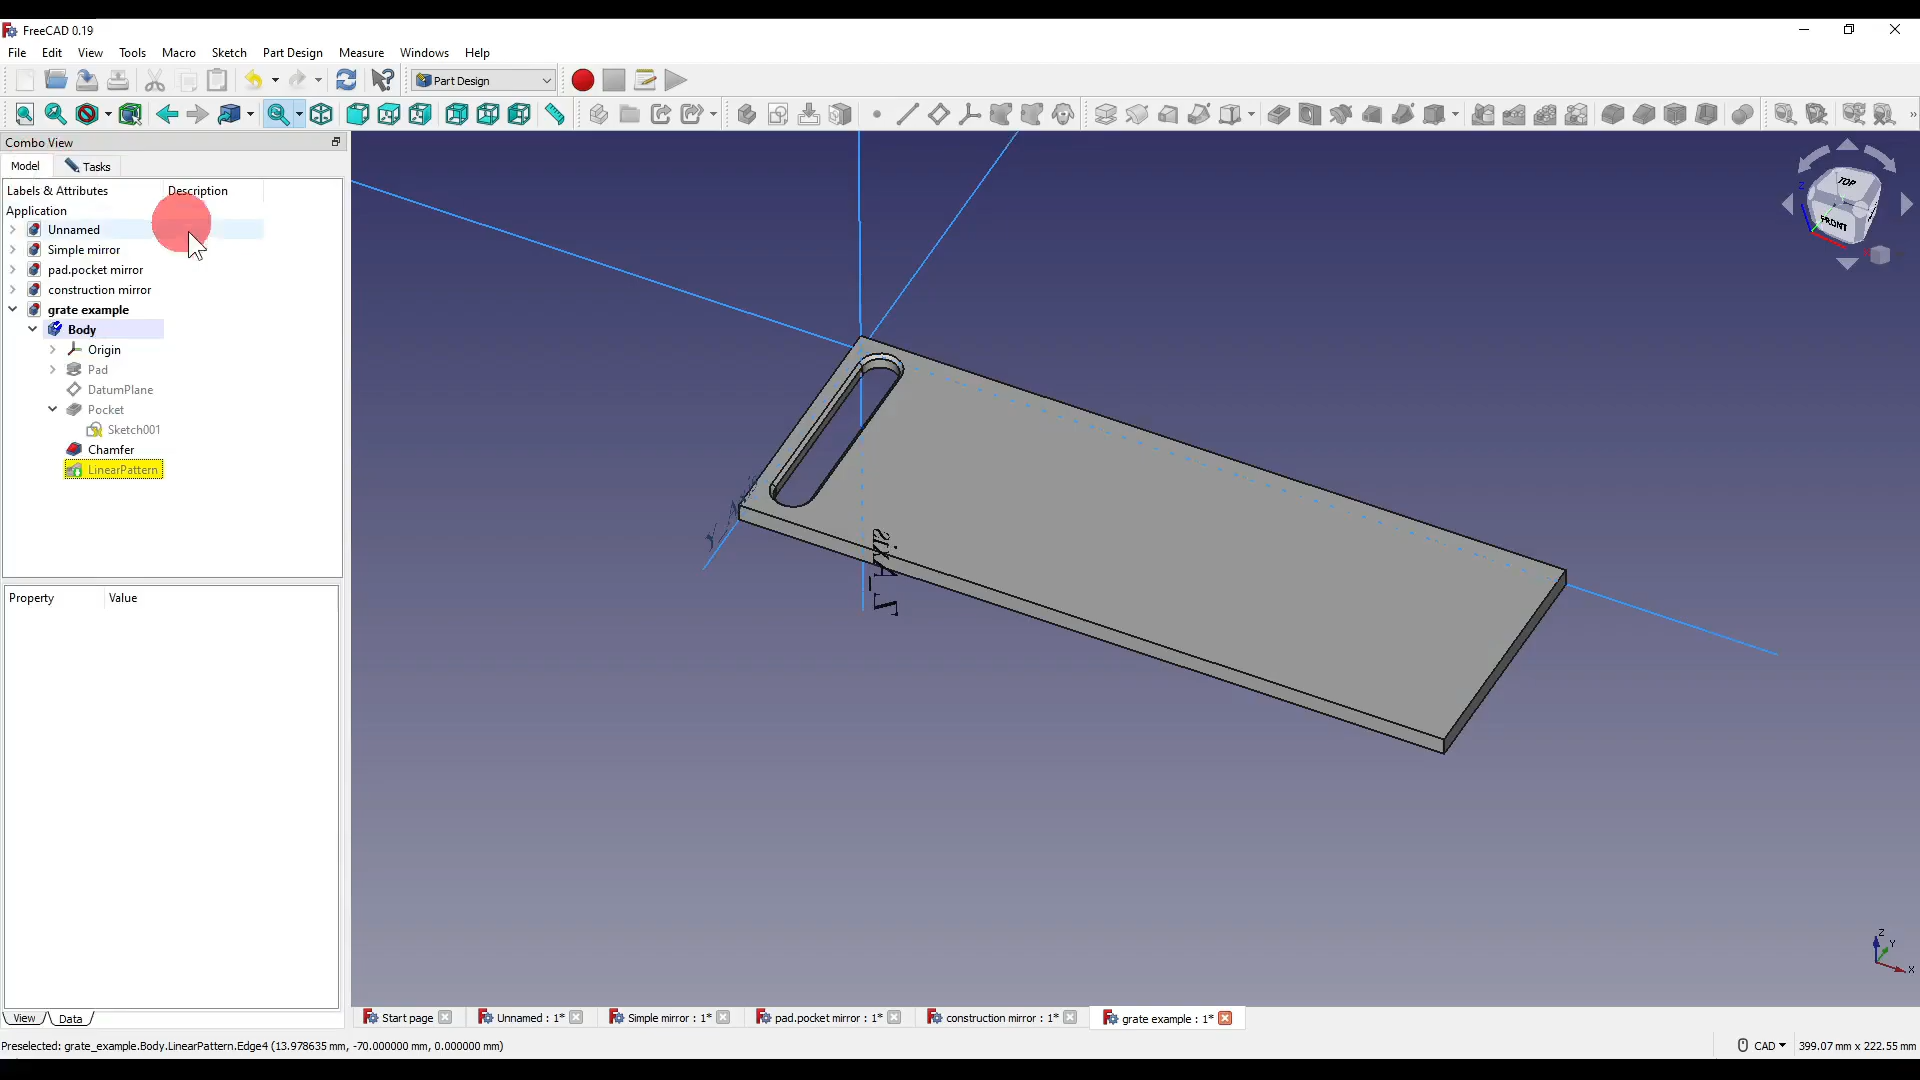 FreeCAD 0.19
File Edit View Tools Macro Sketch Part Design Measure Windows Help
Part Design
Combo View
Model Tasks
Labels & Attributes Description
Application
Unnamed
Simple mirror
pad.pocket mirror
construction mirror
grate example
Body
Origin
Pad
DatumPlane
Pocket
Sketch001
Chamfer
LinearPattern
Property Value
TOP
FRONT
Z
Z
Y
X
View Data
Start page Unnamed : 1* Simple mirror : 1* pad.pocket mirror : 1* construction mirror : 1* grate example : 1*
Preselected: grate_example.Body.LinearPattern.Edge4 (13.978635 mm, -70.000000 mm, 0.000000 mm)
CAD 399.07 mm x 222.55 mm